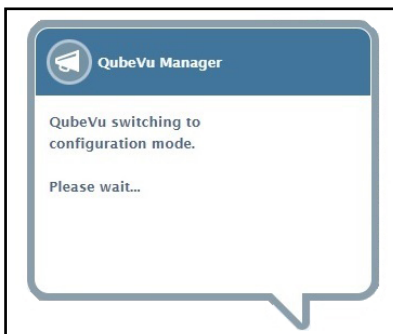 QubeVu Manager
QubeVu switching to
configuration mode.
Please wait...